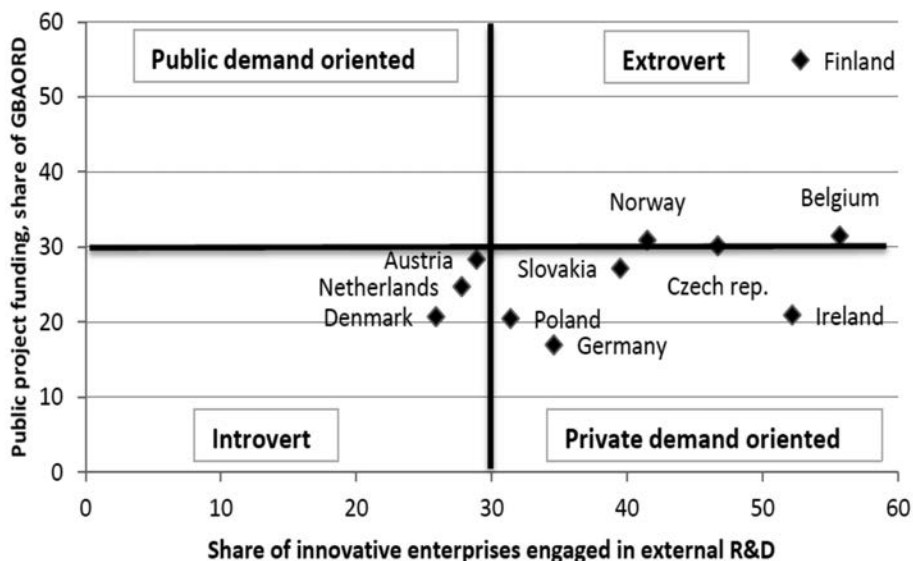 Public project funding, share of GBAORD
60
50
40
30
20
10
0
Public demand oriented
Extrovert
Finland
Norway
Belgium
Austria
Slovakia
Netherlands
Czech rep.
Denmark
Poland
Ireland
Germany
Introvert
Private demand oriented
0 10 20 30 40 50 60
Share of innovative enterprises engaged in external R&D